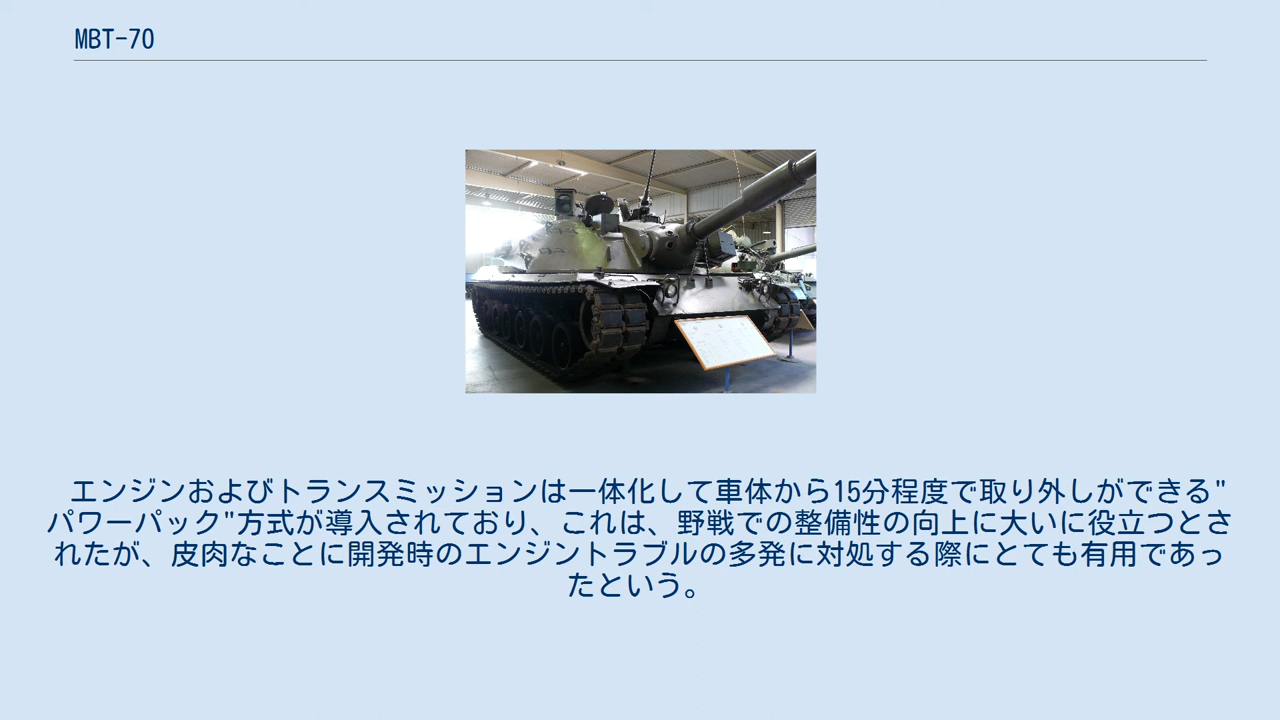 MBT-70
エンジンおよびトランスミッションは一体化して車体から15分程度で取り外しができる"
パワーパック"方式が導入されており、これは、野戦での整備性の向上に大いに役立つとさ
れたが、皮肉なことに開発時のエンジントラブルの多発に対処する際にとても有用であっ
たという。